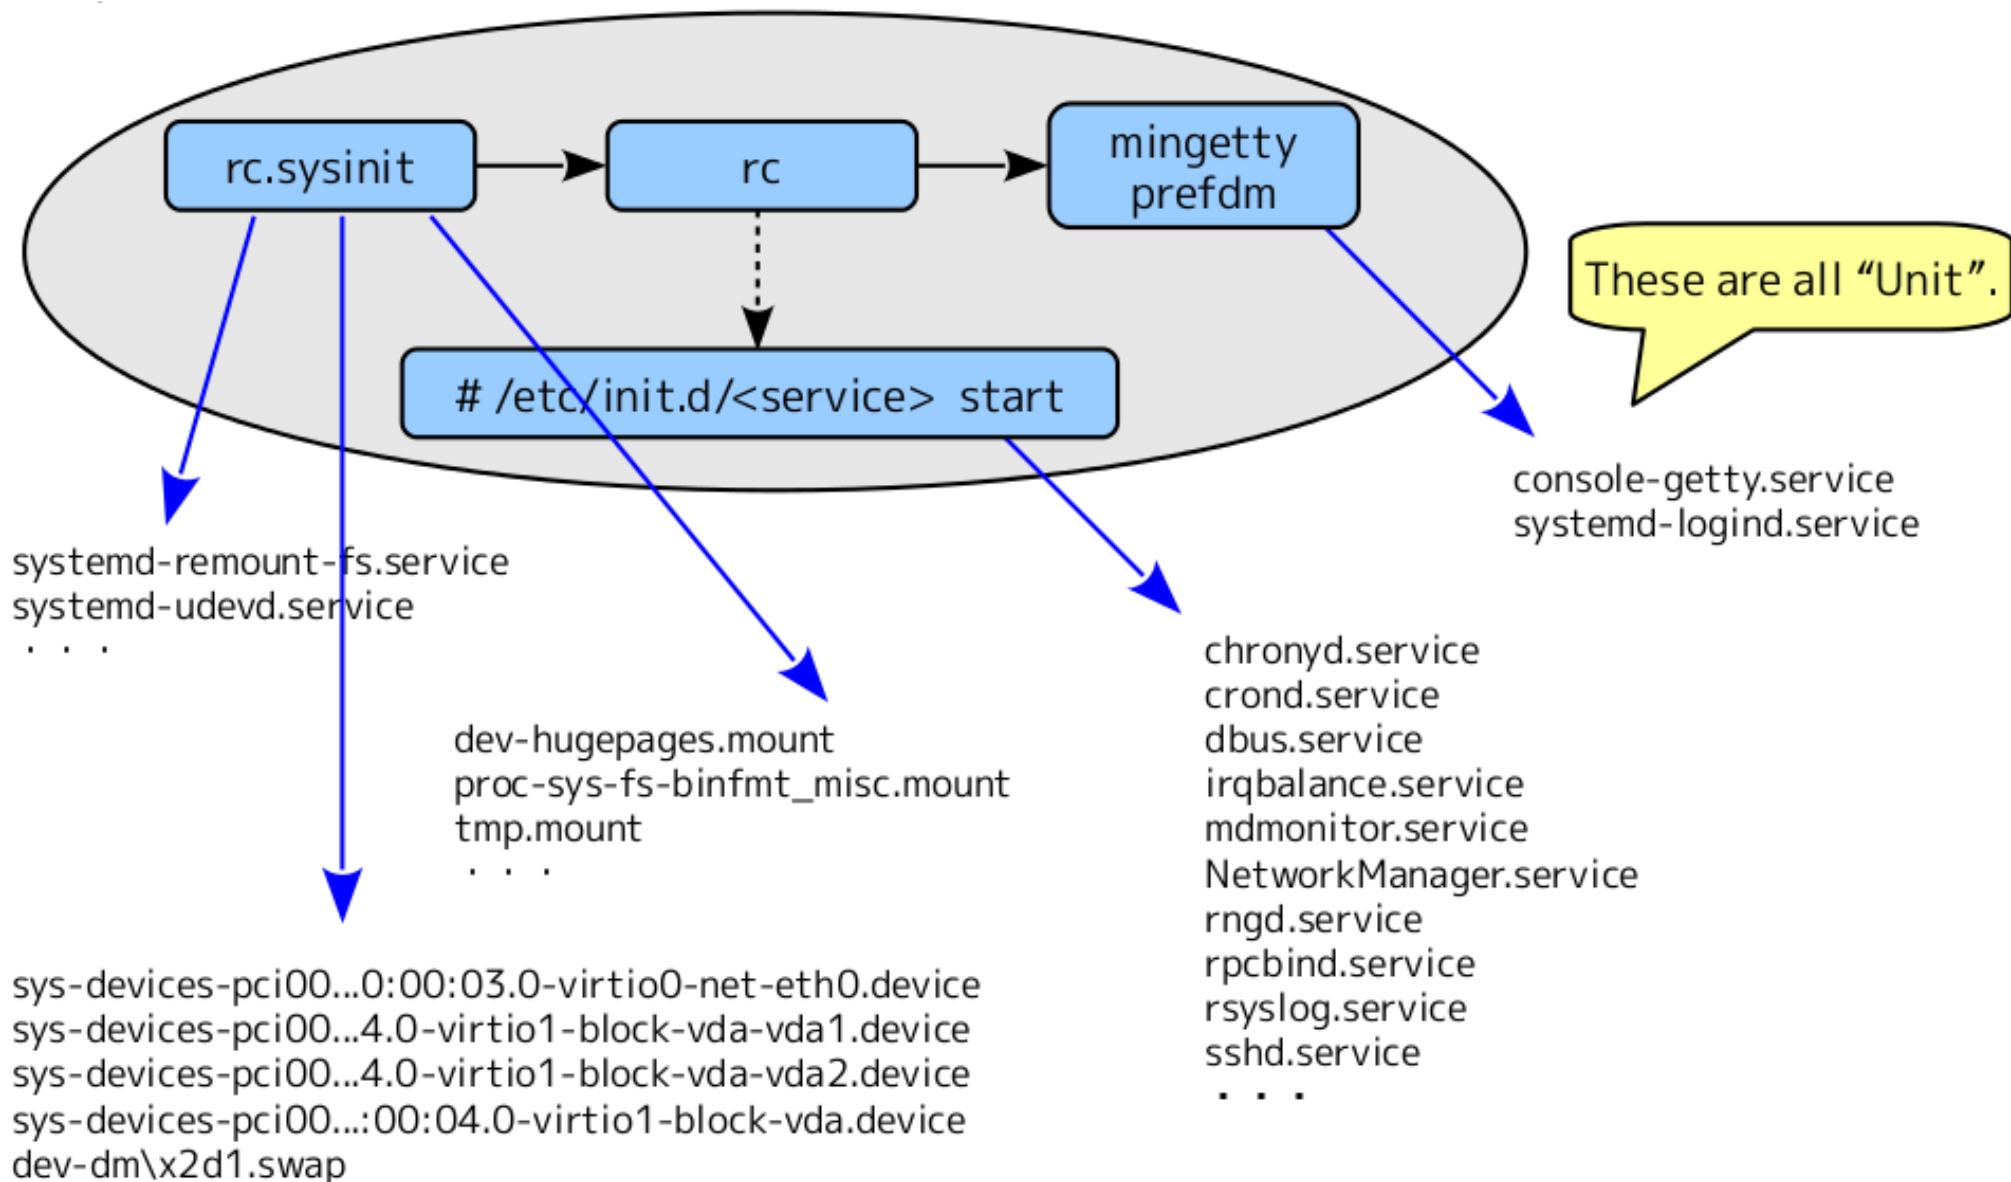 rc.sysinit
rc
mingetty
prefdm
These are all “Unit”.
# /etc/init.d/<service> start
console-getty.service
systemd-logind.service
systemd-remount-fs.service
systemd-udevd.service
. . .
chronyd.service
crond.service
dbus.service
irqbalance.service
mdmonitor.service
NetworkManager.service
rngd.service
rpcbind.service
rsyslog.service
sshd.service
. . .
dev-hugepages.mount
proc-sys-fs-binfmt_misc.mount
tmp.mount
. . .
sys-devices-pci00...0:00:03.0-virtio0-net-eth0.device
sys-devices-pci00...4.0-virtio1-block-vda-vda1.device
sys-devices-pci00...4.0-virtio1-block-vda-vda2.device
sys-devices-pci00...:00:04.0-virtio1-block-vda.device
dev-dm\x2d1.swap